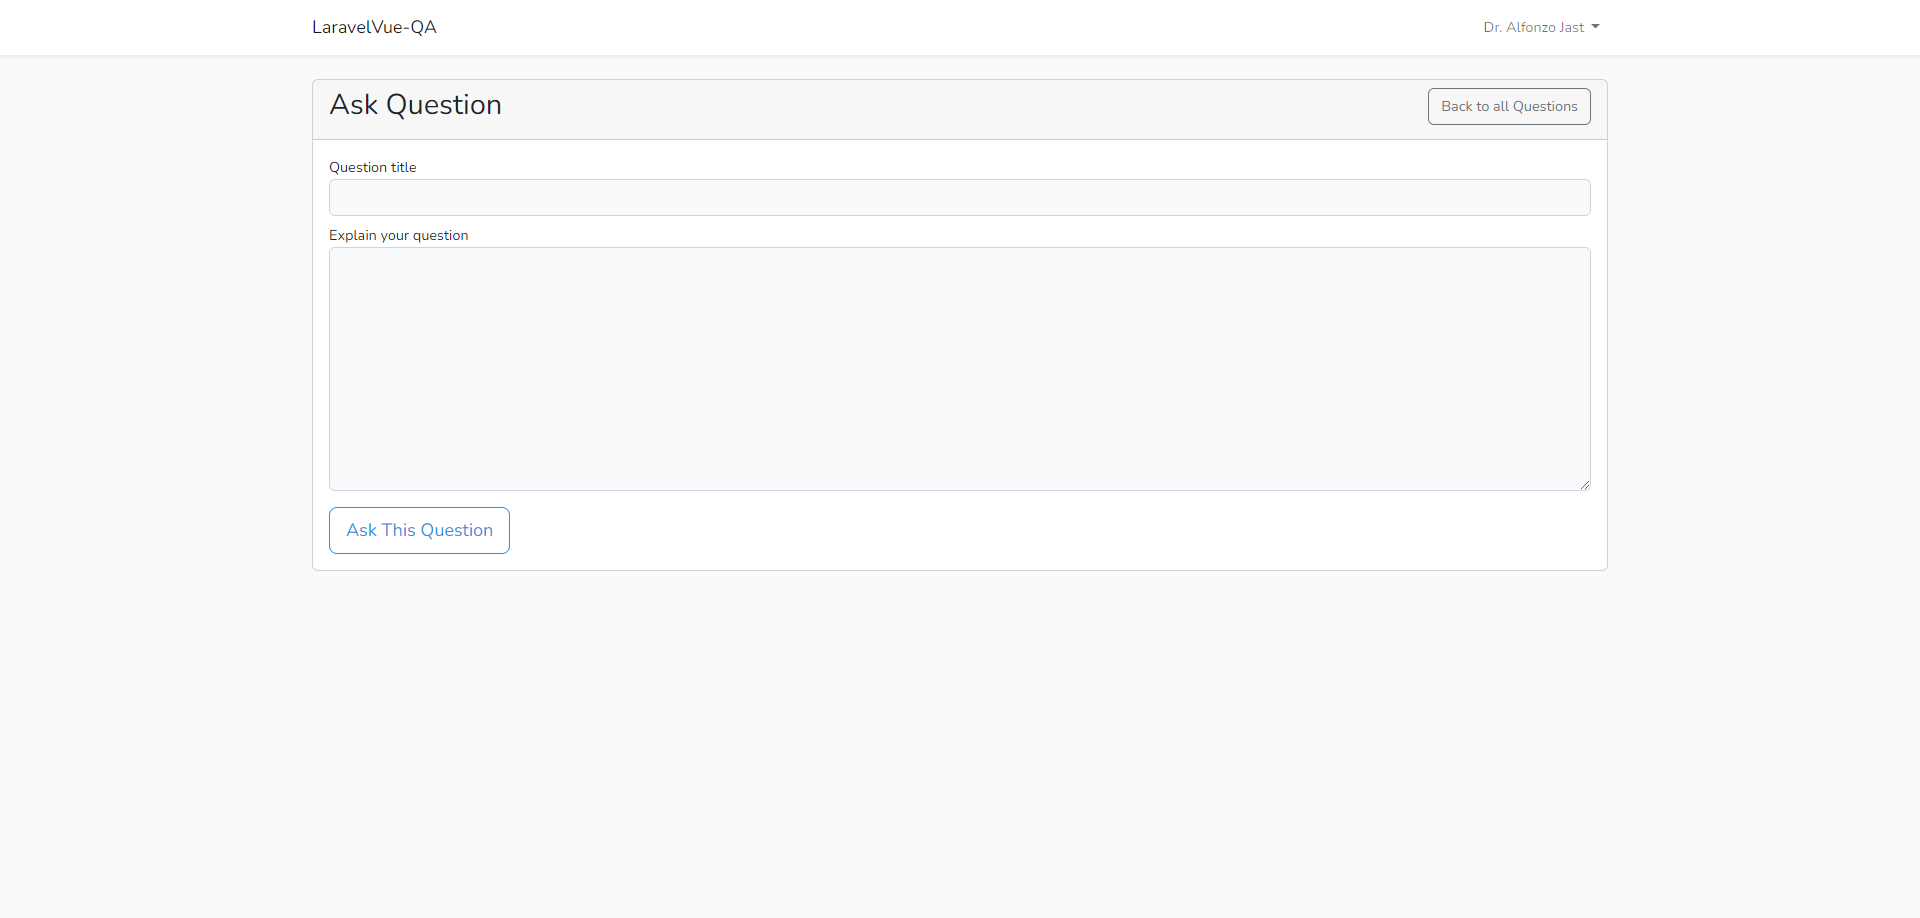 LaravelVue-QA
Dr. Alfonzo Jast
Ask Question
Back to all Questions
Question title
Explain your question
Ask This Question